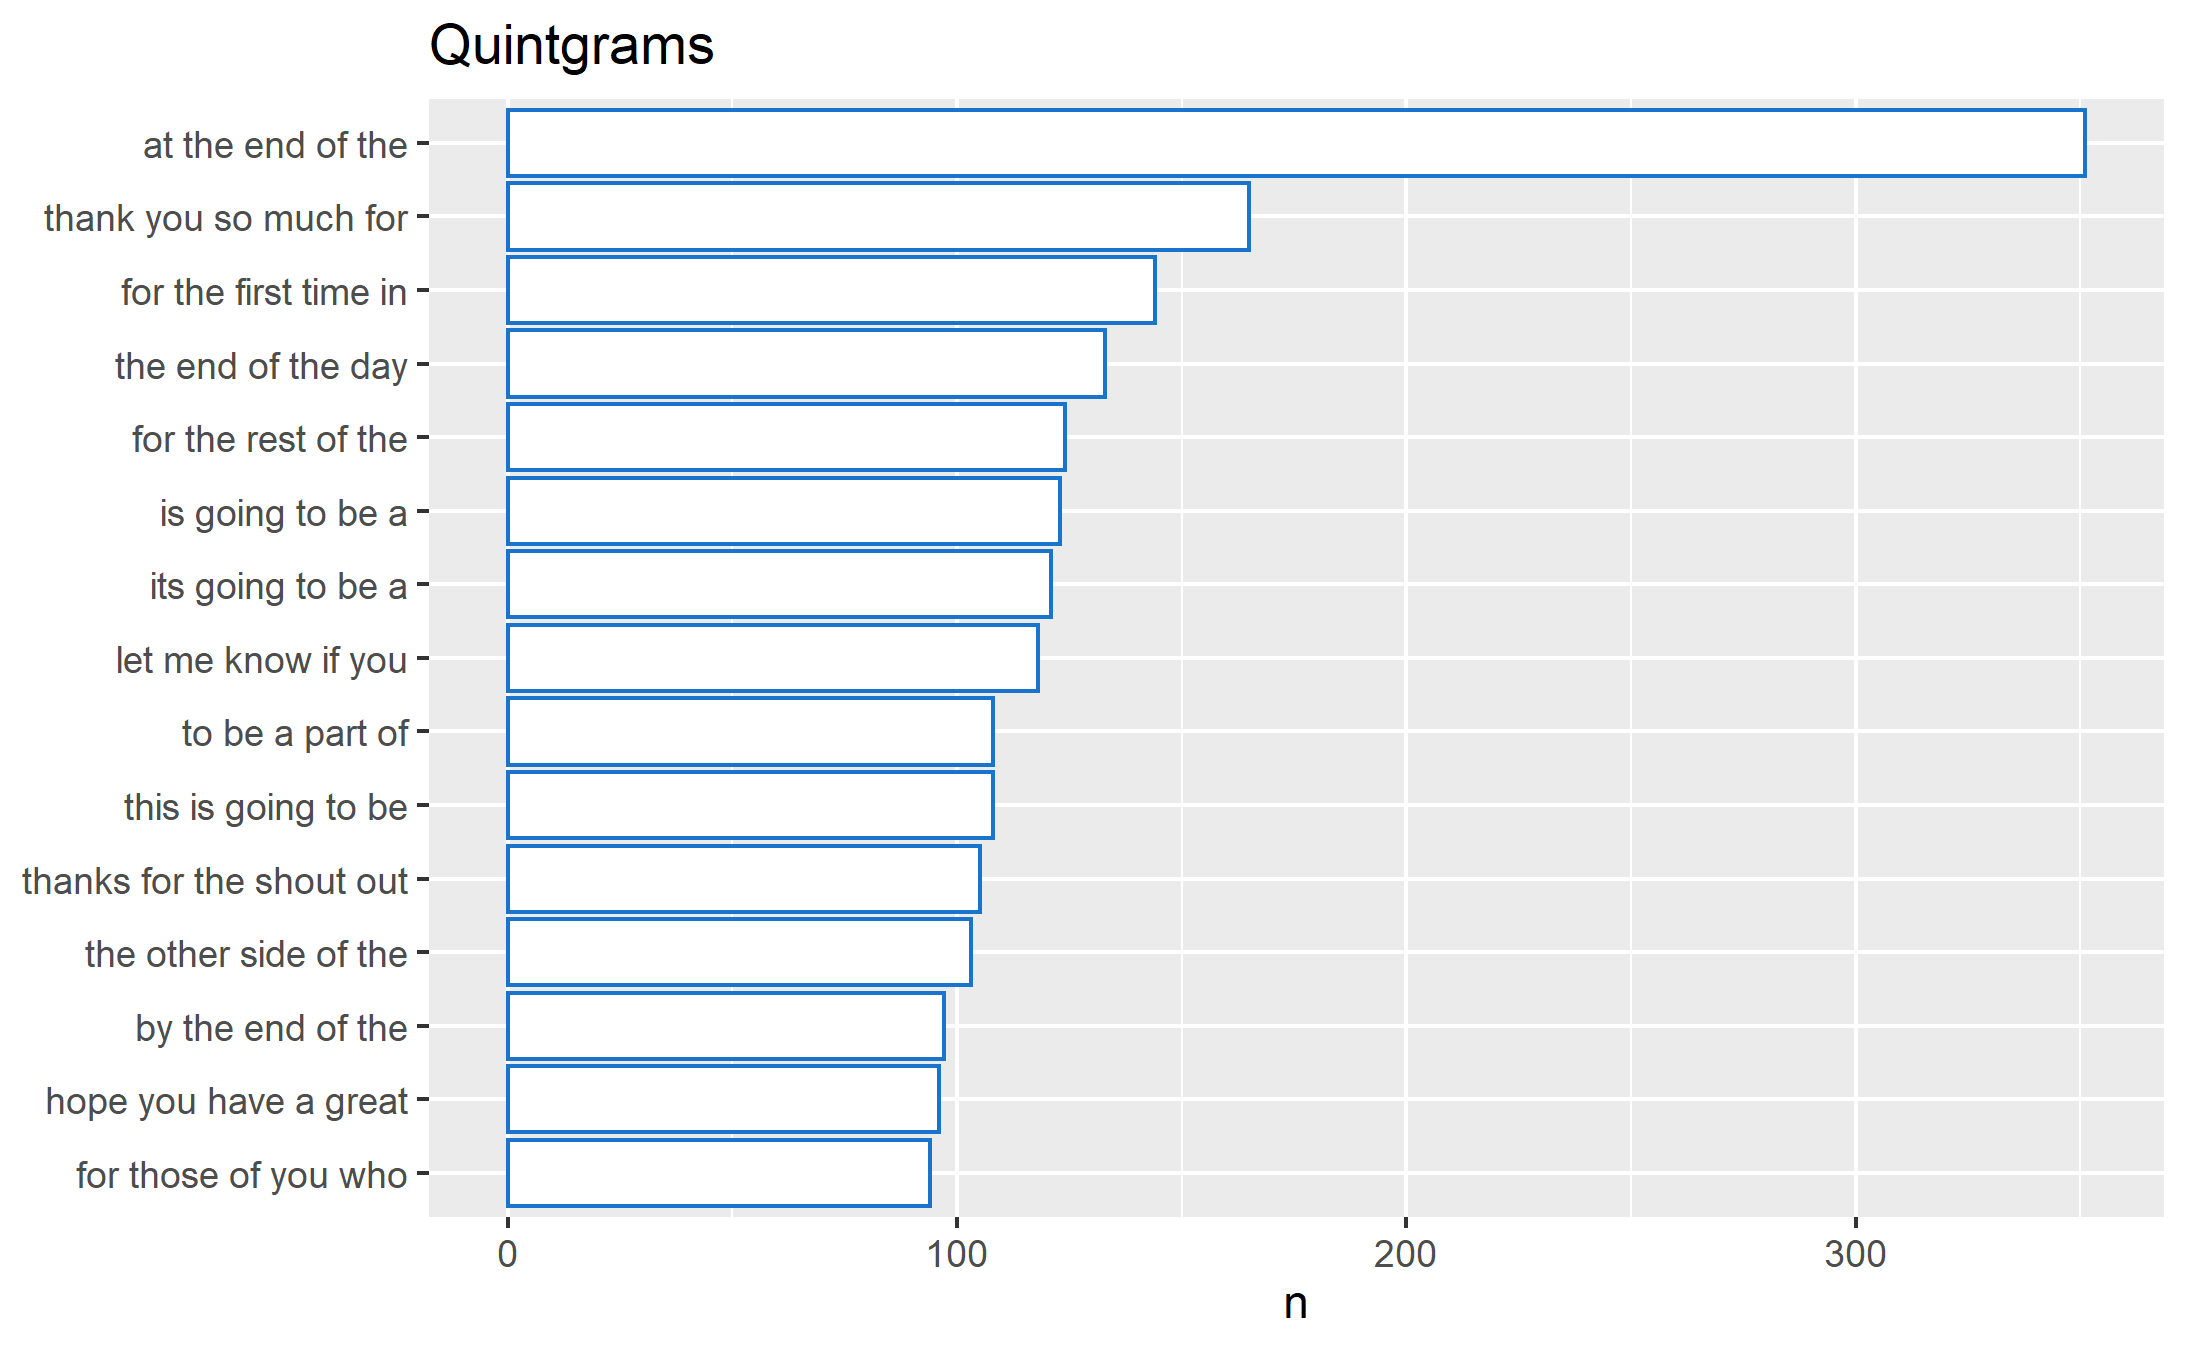 Quintgrams
at the end of the
thank you so much for
for the first time in
the end of the day
for the rest of the
is going to be a
its going to be a
let me know if you
to be a part of
this is going to be
thanks for the shout out
the other side of the
by the end of the
hope you have a great
for those of you who
0 100 200 300
n